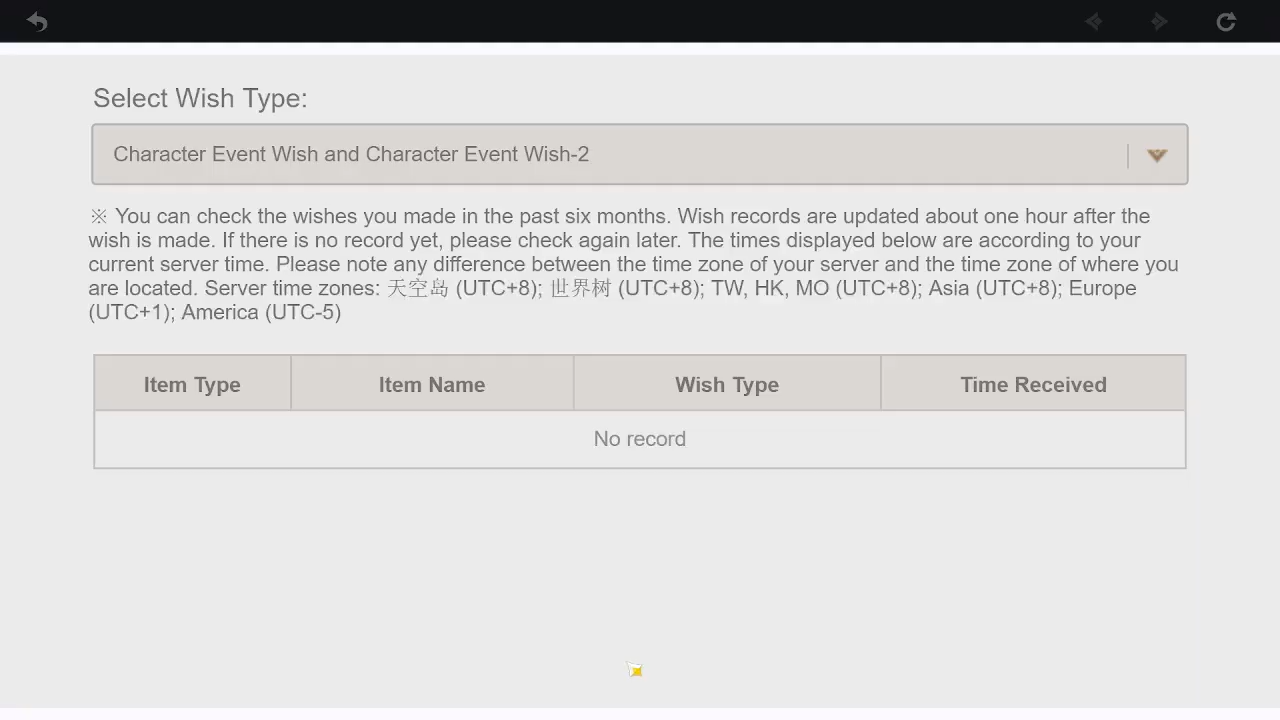 Select Wish Type:
Character Event Wish and Character Event Wish-2
※ You can check the wishes you made in the past six months. Wish records are updated about one hour after the
wish is made. If there is no record yet, please check again later. The times displayed below are according to your
current server time. Please note any difference between the time zone of your server and the time zone of where you
are located. Server time zones: 天空岛 (UTC+8); 世界树 (UTC+8); TW, HK, MO (UTC+8); Asia (UTC+8); Europe
(UTC+1); America (UTC-5)
Item Type Item Name Wish Type Time Received
No record